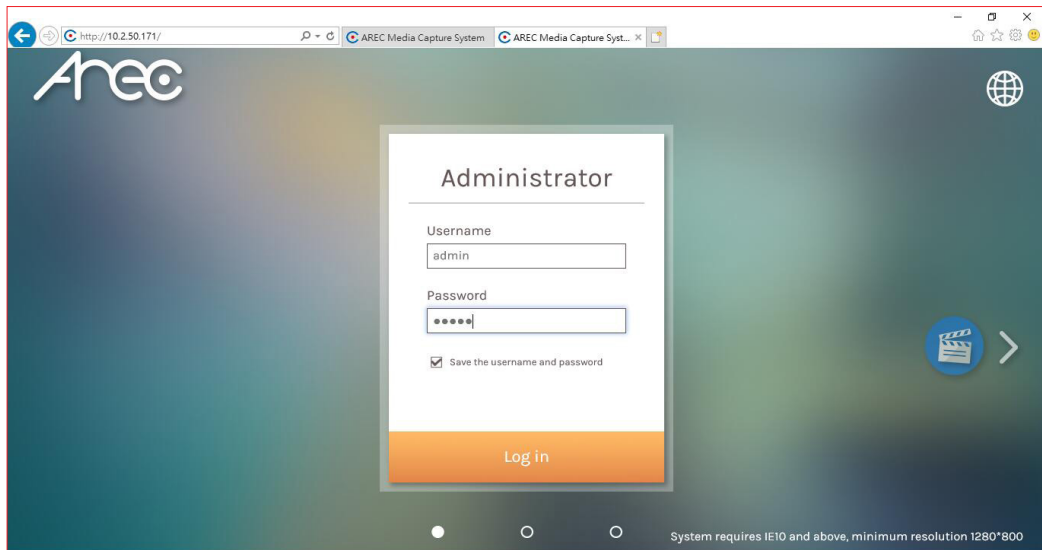 http://10.2.50.171/
AREC Media Capture System
AREC Media Capture Syst...
Arec
Administrator
Username
admin
Password
Save the username and password
Log in
System requires IE10 and above, minimum resolution 1280*800